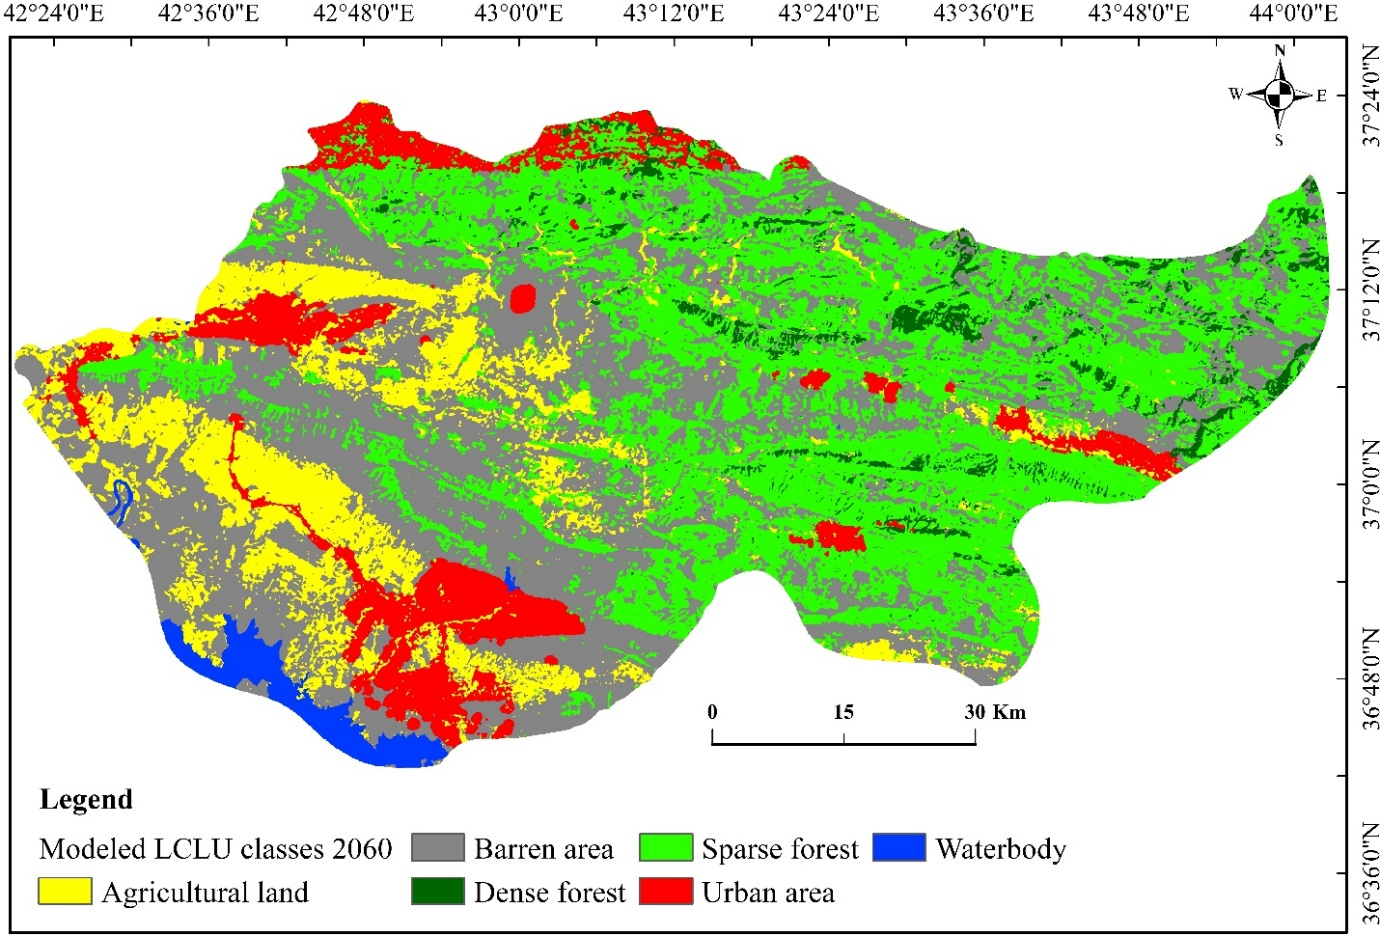 42°24'0"E 42°36'0"E 42°48'0"E 43°0'0"E 43°12'0"E 43°24'0"E 43°36'0"E 43°48'0"E 44°0'0"E
N
W E
S
37°24'0"N
37°12'0"N
37°0'0"N
36°48'0"N
36°36'0"N
0 15 30 Km
Legend
Modeled LCLU classes 2060 Barren area Sparse forest Waterbody
Agricultural land Dense forest Urban area